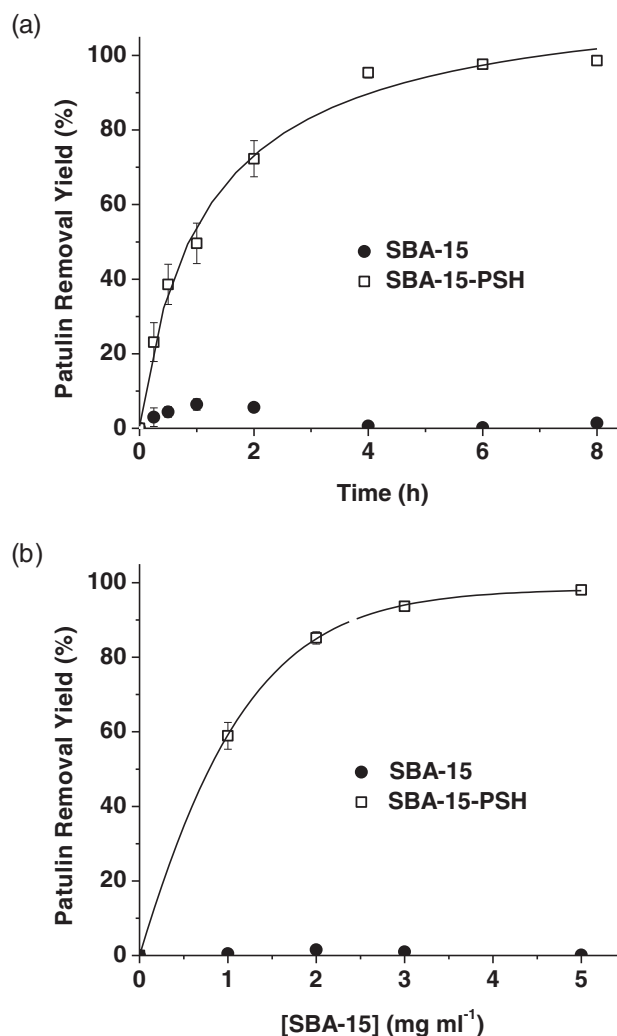 (a)
100
80
60
40
20
0
Patulin Removal Yield (%)
SBA-15
SBA-15-PSH
0 2 4 6 8
Time (h)
(b)
100
80
60
40
20
0
Patulin Removal Yield (%)
SBA-15
SBA-15-PSH
0 1 2 3 4 5
[SBA-15] (mg ml⁻¹)